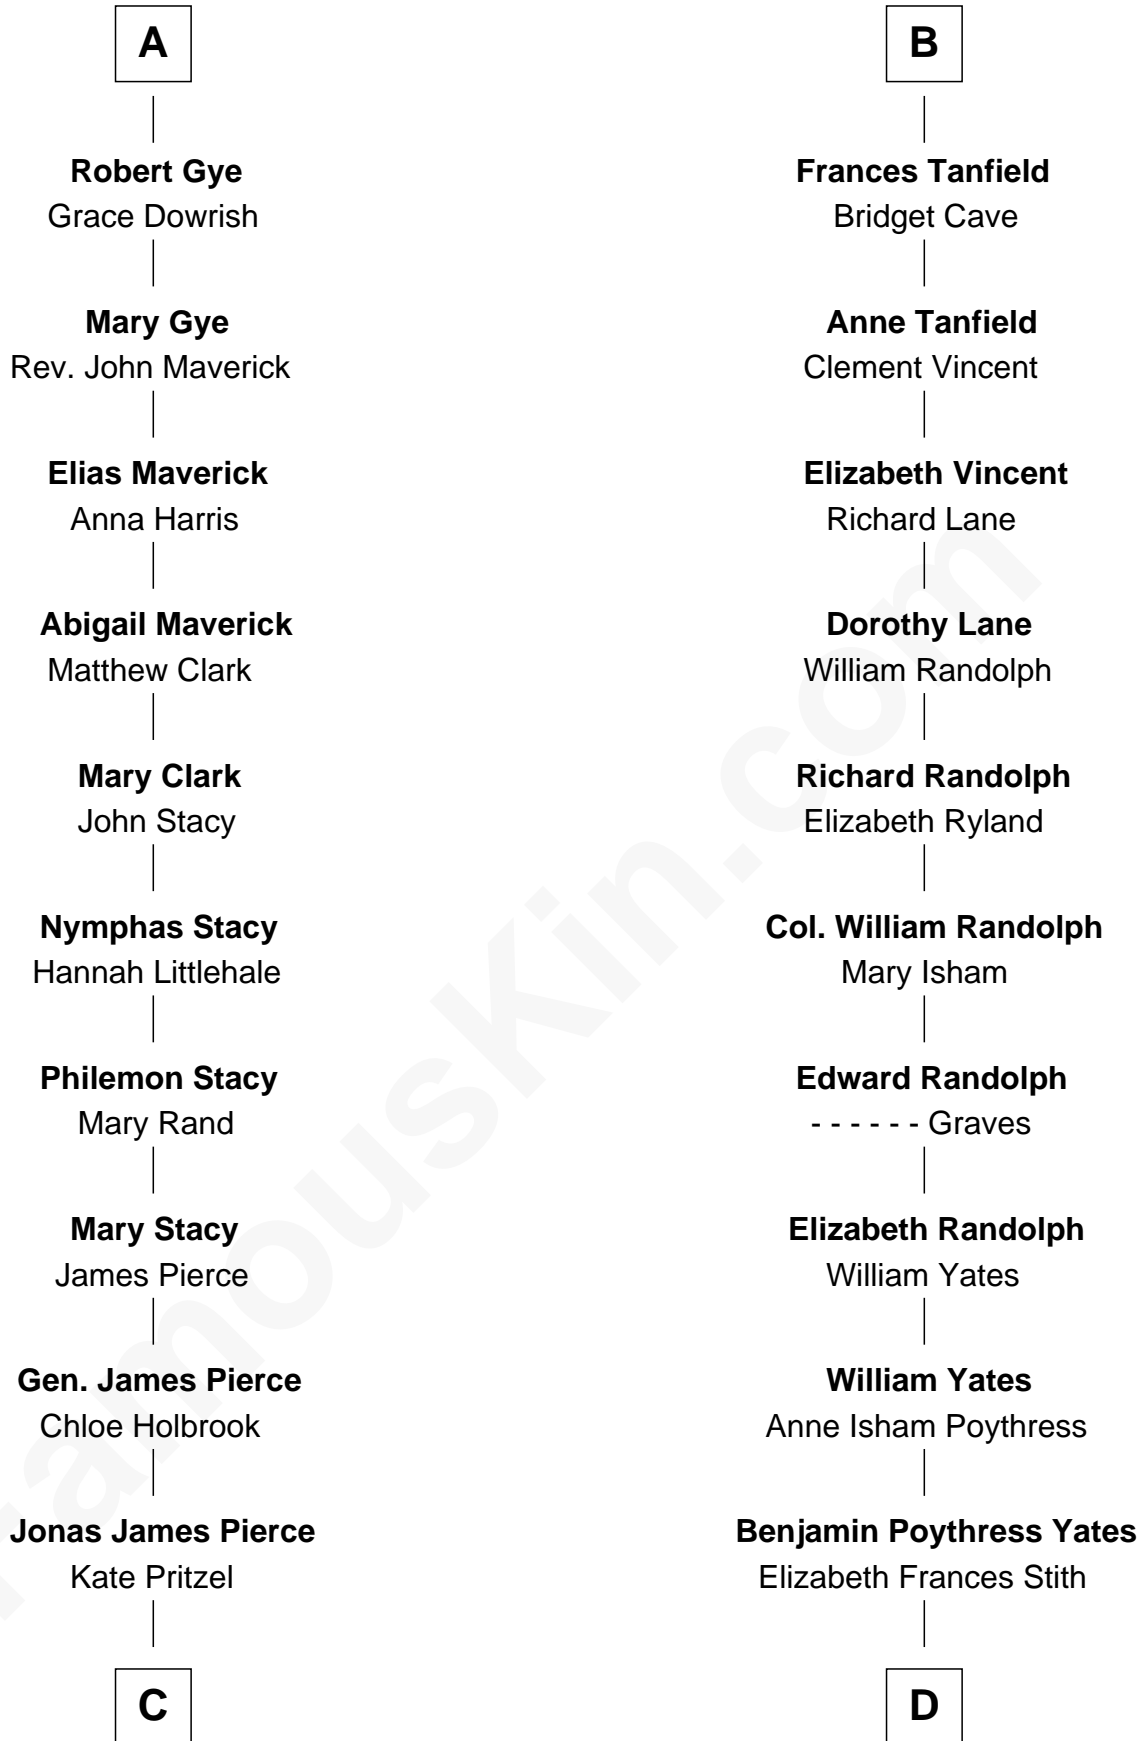 A
Robert Gye
Grace Dowrish
Mary Gye
Rev. John Maverick
Elias Maverick
Anna Harris
Abigail Maverick
Matthew Clark
Mary Clark
John Stacy
Nymphas Stacy
Hannah Littlehale
Philemon Stacy
Mary Rand
Mary Stacy
James Pierce
Gen. James Pierce
Chloe Holbrook
Jonas James Pierce
Kate Pritzel
C
B
Frances Tanfield
Bridget Cave
Anne Tanfield
Clement Vincent
Elizabeth Vincent
Richard Lane
Dorothy Lane
William Randolph
Richard Randolph
Elizabeth Ryland
Col. William Randolph
Mary Isham
Edward Randolph
- - - - - - Graves
Elizabeth Randolph
William Yates
William Yates
Anne Isham Poythress
Benjamin Poythress Yates
Elizabeth Frances Stith
D
FamousKin.com